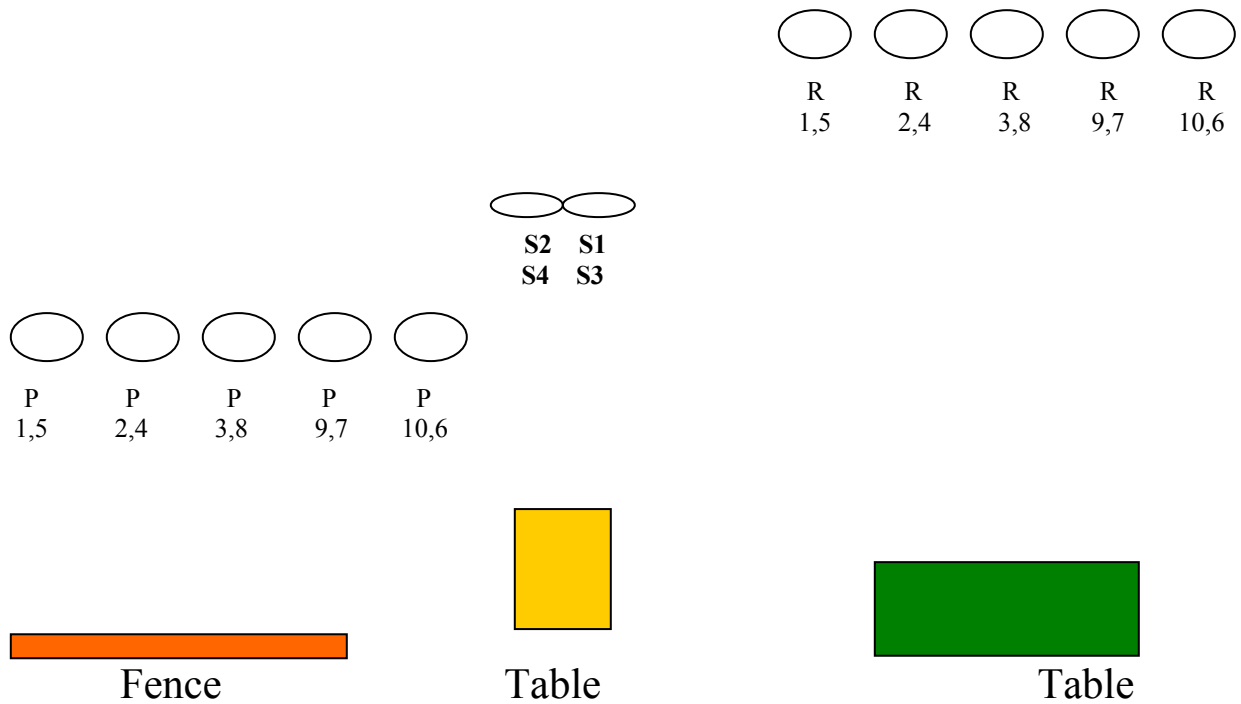 R R R R R
1,5 2,4 3,8 9,7 10,6
S2 S1
S4 S3
P P P P P
1,5 2,4 3,8 9,7 10,6
Fence Table Table